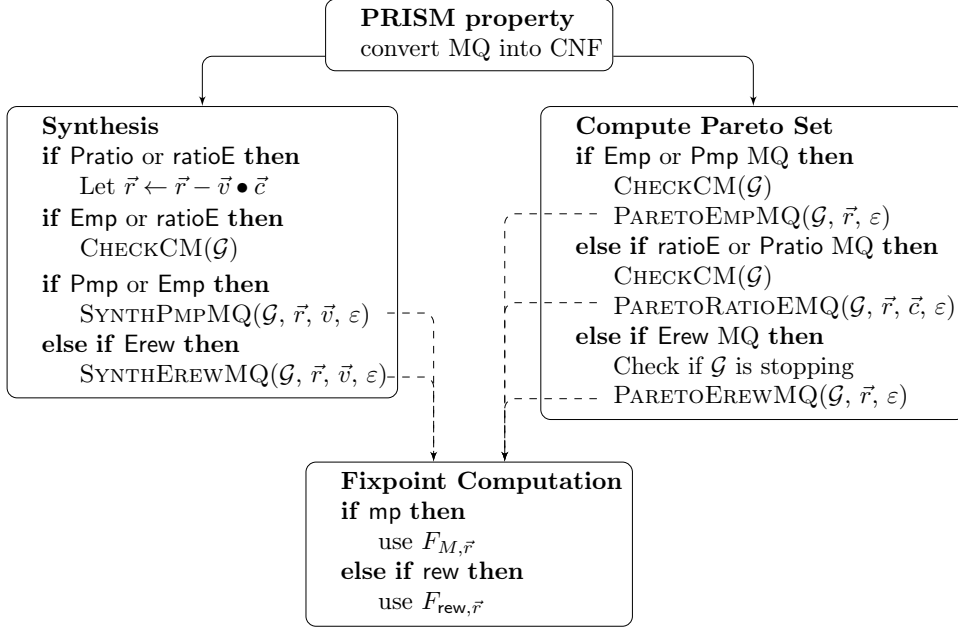 PRISM property
convert MQ into CNF
Synthesis
if Pratio or ratioE then
Let r⃗ ← r⃗ − v⃗ • c⃗
if Emp or ratioE then
CHECKCM(𝒢)
if Pmp or Emp then
SYNTHPMPMQ(𝒢, r⃗, v⃗, ε)
else if Erew then
SYNTHEREWMQ(𝒢, r⃗, v⃗, ε)
Compute Pareto Set
if Emp or Pmp MQ then
CHECKCM(𝒢)
PARETOEMPMQ(𝒢, r⃗, ε)
else if ratioE or Pratio MQ then
CHECKCM(𝒢)
PARETORATIOEMQ(𝒢, r⃗, c⃗, ε)
else if Erew MQ then
Check if 𝒢 is stopping
PARETOEREWMQ(𝒢, r⃗, ε)
Fixpoint Computation
if mp then
use F_{M,r⃗}
else if rew then
use F_{rew,r⃗}